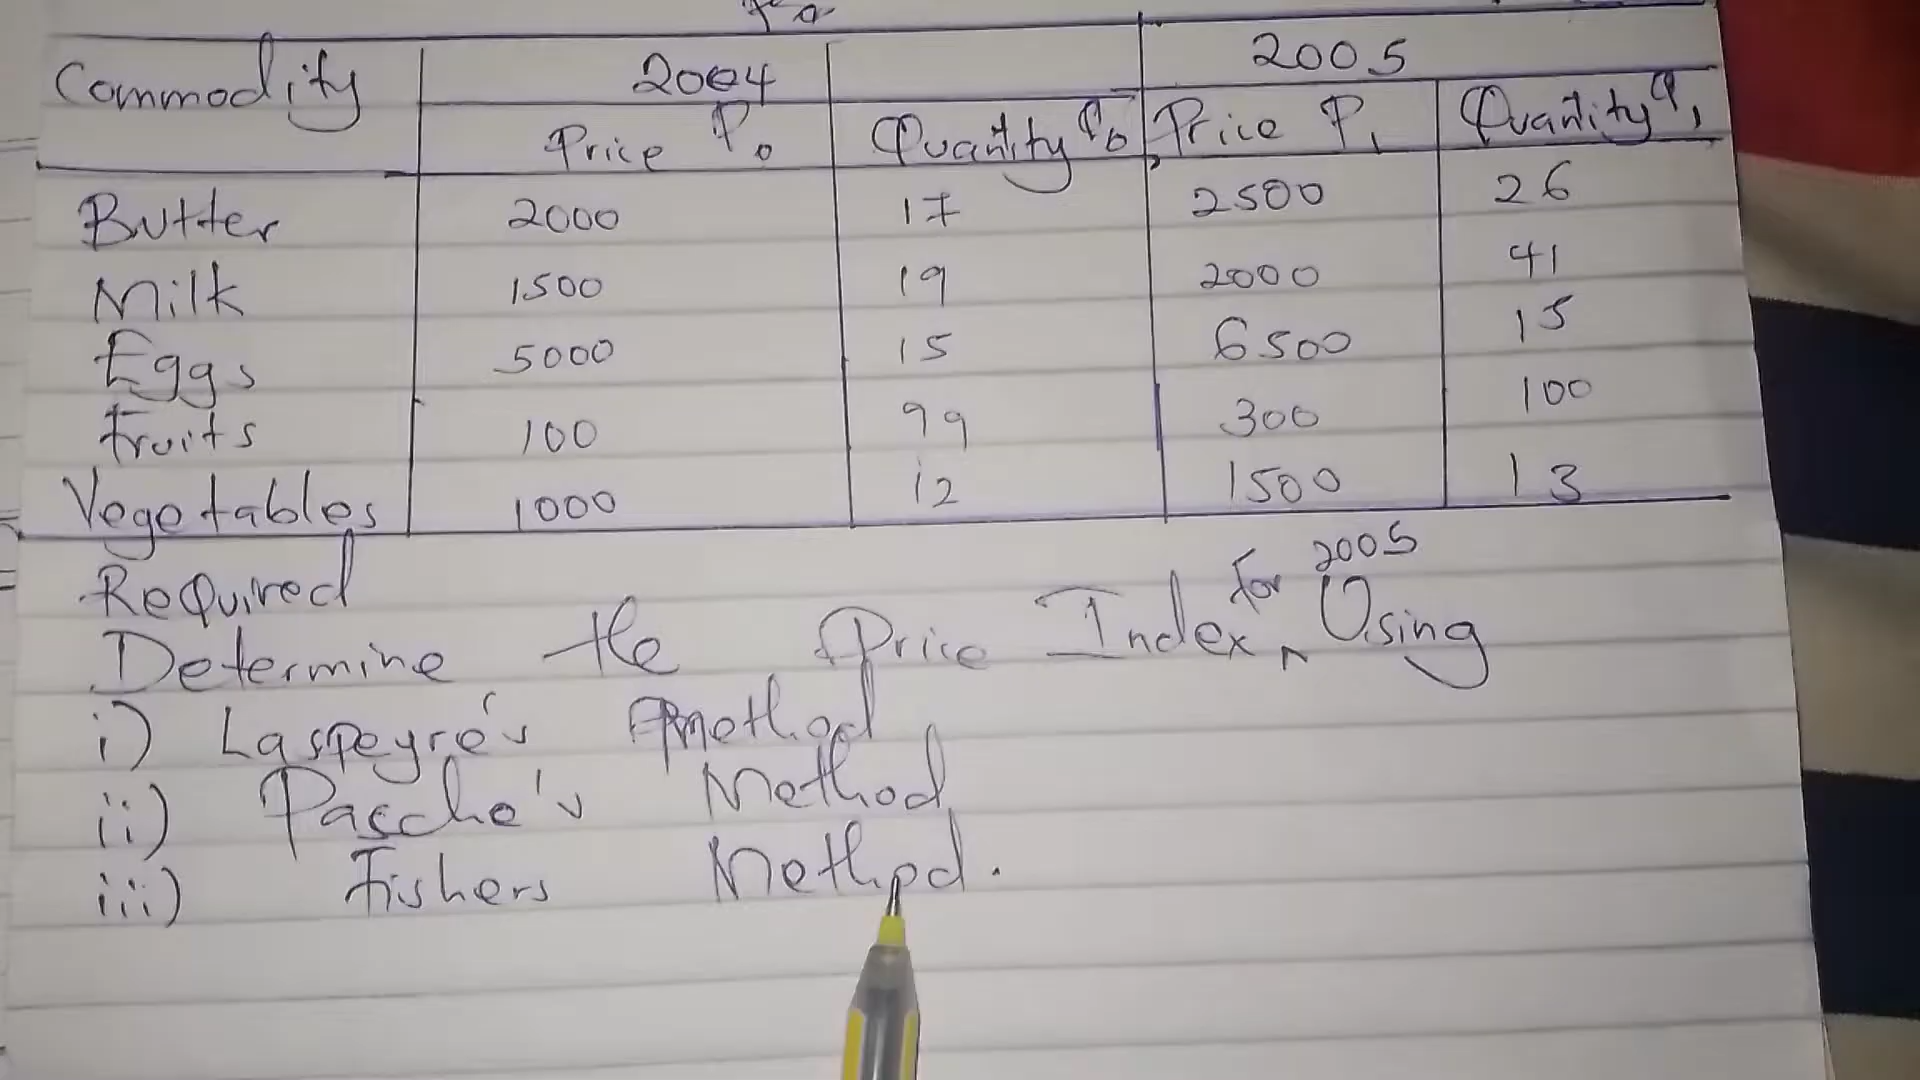 Commodity 2004 2005
Price P₀ Quantity q₀ Price P₁ Quantity q₁
Butter 2000 17 2500 26
Milk 1500 19 2000 41
Eggs 5000 15 6500 15
fruits 100 99 300 100
Vegetables 1000 12 1500 13
Required
Determine the Price Index for 2005 Using
i) Laspeyre's method
ii) Pasche's Method
iii) Fishers Method.